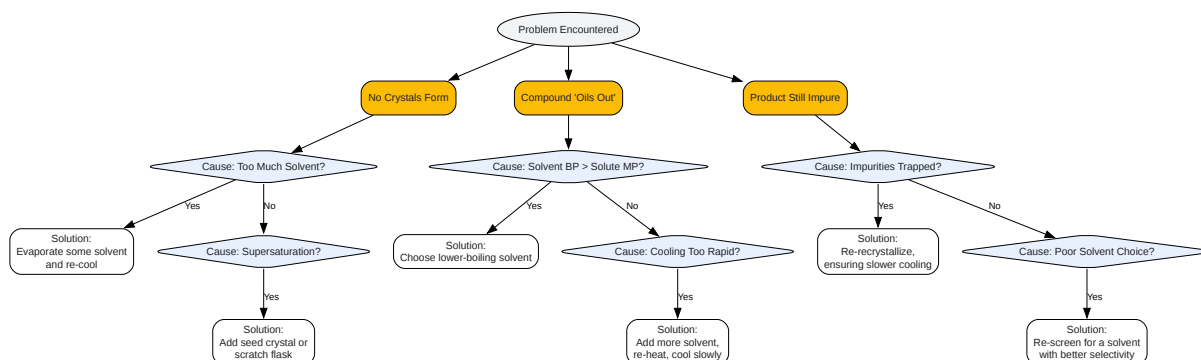 Problem Encountered
No Crystals Form
Compound 'Oils Out'
Product Still Impure
Cause: Too Much Solvent?
Cause: Solvent BP > Solute MP?
Cause: Impurities Trapped?
Yes
No
Yes
No
Yes
No
Solution:
Evaporate some solvent
and re-cool
Cause: Supersaturation?
Solution:
Choose lower-boiling solvent
Cause: Cooling Too Rapid?
Solution:
Re-recrystallize,
ensuring slower cooling
Cause: Poor Solvent Choice?
Yes
Yes
Yes
Solution:
Add seed crystal or
scratch flask
Solution:
Add more solvent,
re-heat, cool slowly
Solution:
Re-screen for a solvent
with better selectivity